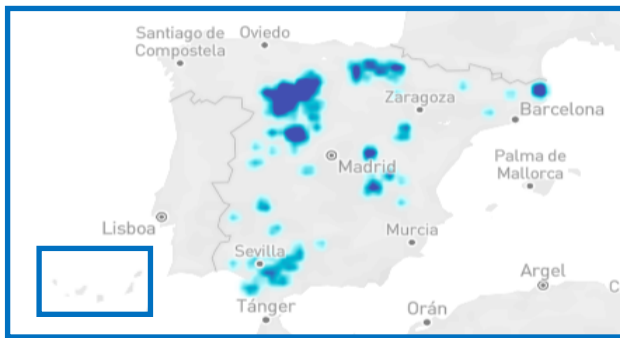 Santiago de
Compostela
Oviedo
Zaragoza
Barcelona
Madrid
Palma de
Mallorca
Lisboa
Murcia
Sevilla
Argel
C
Tánger
Orán